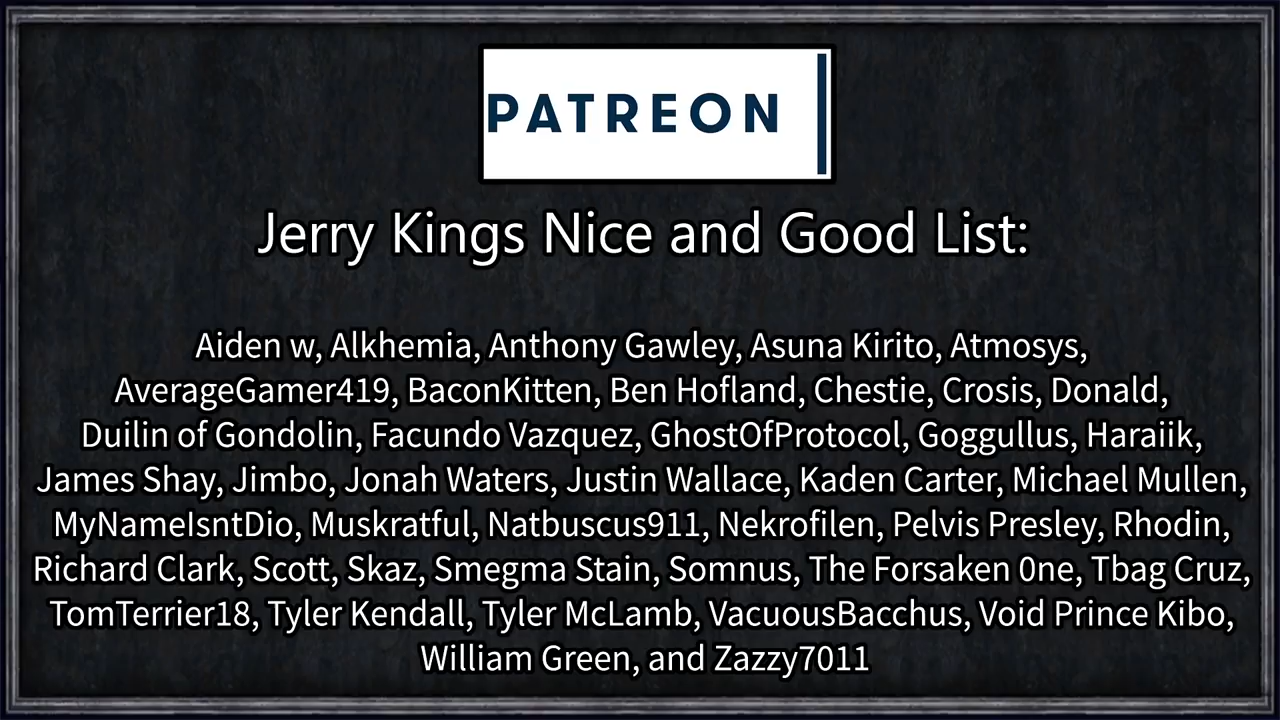 PATREON
Jerry Kings Nice and Good List:
Aiden w, Alkhemia, Anthony Gawley, Asuna Kirito, Atmosys,
AverageGamer419, BaconKitten, Ben Hofland, Chestie, Crosis, Donald,
Duilin of Gondolin, Facundo Vazquez, GhostOfProtocol, Goggullus, Haraiik,
James Shay, Jimbo, Jonah Waters, Justin Wallace, Kaden Carter, Michael Mullen,
MyNameIsntDio, Muskratful, Natbuscus911, Nekrofilen, Pelvis Presley, Rhodin,
Richard Clark, Scott, Skaz, Smegma Stain, Somnus, The Forsaken 0ne, Tbag Cruz,
TomTerrier18, Tyler Kendall, Tyler McLamb, VacuousBacchus, Void Prince Kibo,
William Green, and Zazzy7011